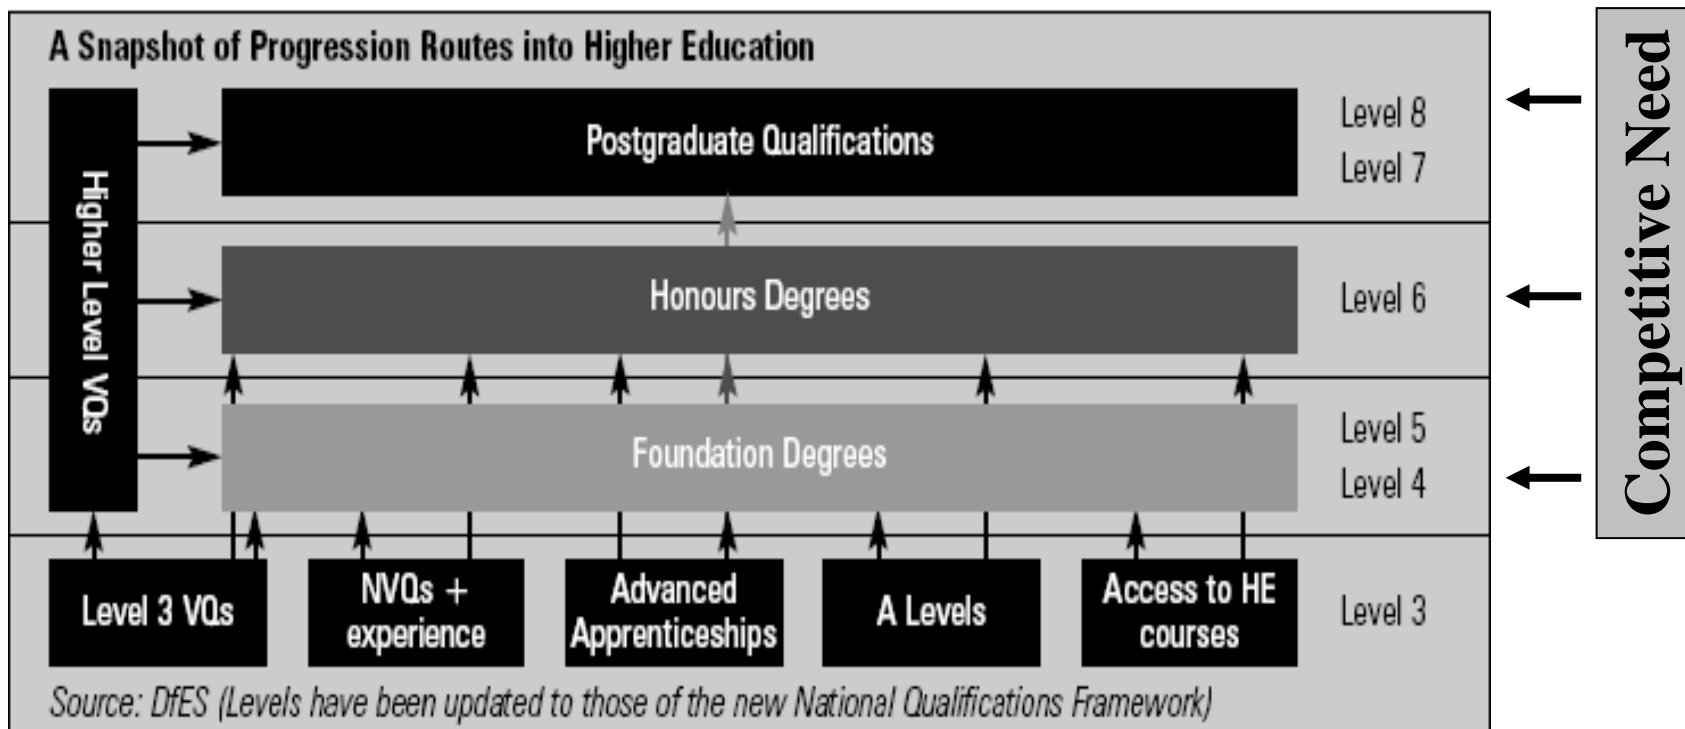 A Snapshot of Progression Routes into Higher Education
Higher Level VQs
Postgraduate Qualifications
Level 8
Level 7
Honours Degrees
Level 6
Foundation Degrees
Level 5
Level 4
Level 3 VQs
NVQs +
experience
Advanced
Apprenticeships
A Levels
Access to HE
courses
Level 3
Source: DfES (Levels have been updated to those of the new National Qualifications Framework)
Competitive Need